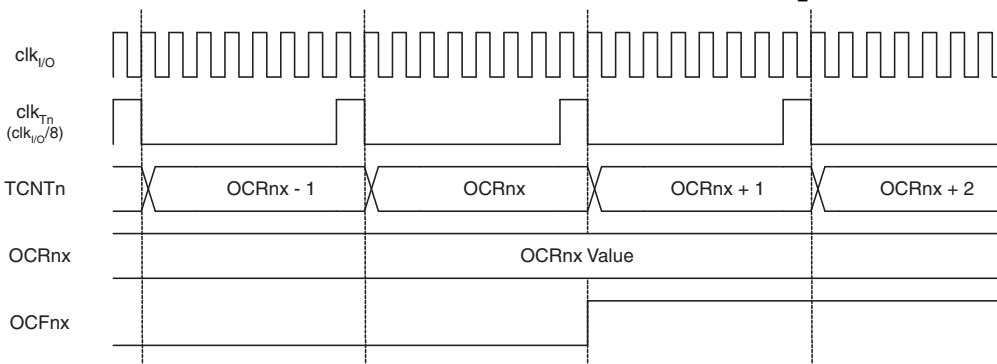 clkI/O
clkTn
(clkI/O/8)
TCNTn
OCRnx - 1
OCRnx
OCRnx + 1
OCRnx + 2
OCRnx
OCRnx Value
OCFnx